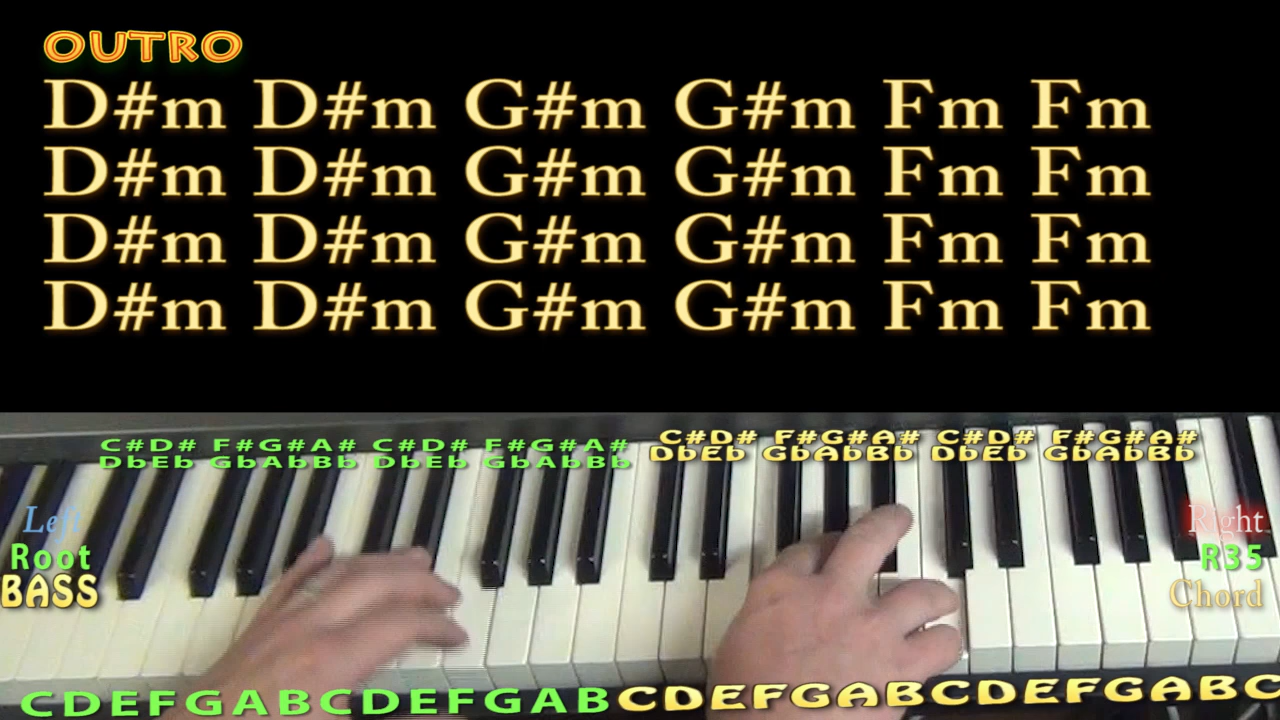 OUTRO
D#m D#m G#m G#m Fm Fm
D#m D#m G#m G#m Fm Fm
D#m D#m G#m G#m Fm Fm
D#m D#m G#m G#m Fm Fm
C#D# F#G#A# C#D# F#G#A# C#D# F#G#A# C#D# F#G#A#
DbEb GbAbBb DbEb GbAbBb DbEb GbAbBb DbEb GbAbBb
Left
Root
BASS
Right
R35
Chord
CDEFGABCDEFGABCDEFGABCDEFGABC